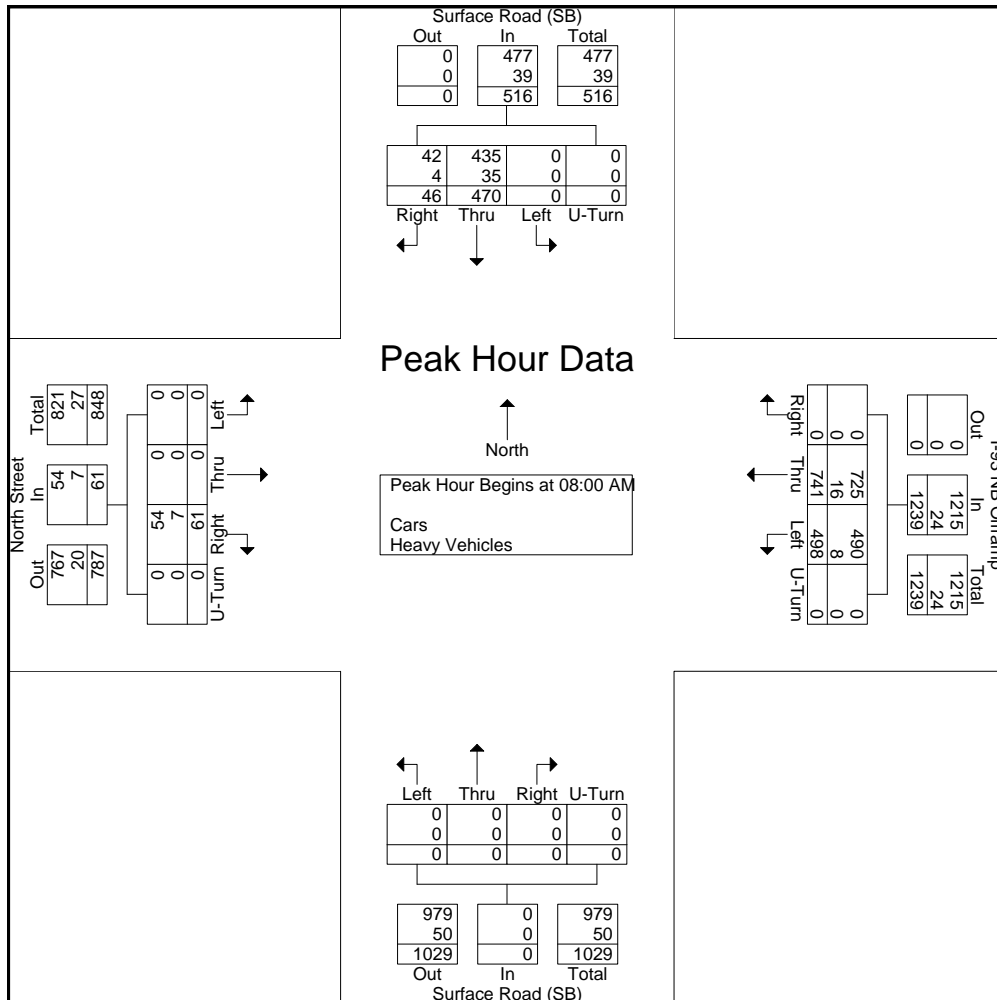 Surface Road (SB)
Out In Total
0 477 477
0 39 39
0 516 516
42 435 0 0
4 35 0 0
46 470 0 0
Right Thru Left U-Turn
Peak Hour Data
North
Peak Hour Begins at 08:00 AM
Cars
Heavy Vehicles
North Street
Out In Total
767 54 821
20 7 27
787 61 848
0 54 0 0
0 7 0 0
0 61 0 0
U-Turn Right Thru Left
Out In Total
0 1215 1215
0 24 24
0 1239 1239
0 725 490 0
0 16 8 0
0 741 498 0
Right Thru Left U-Turn
Left Thru Right U-Turn
0 0 0 0
0 0 0 0
0 0 0 0
979 0 979
50 0 50
1029 0 1029
Out In Total
Surface Road (SB)